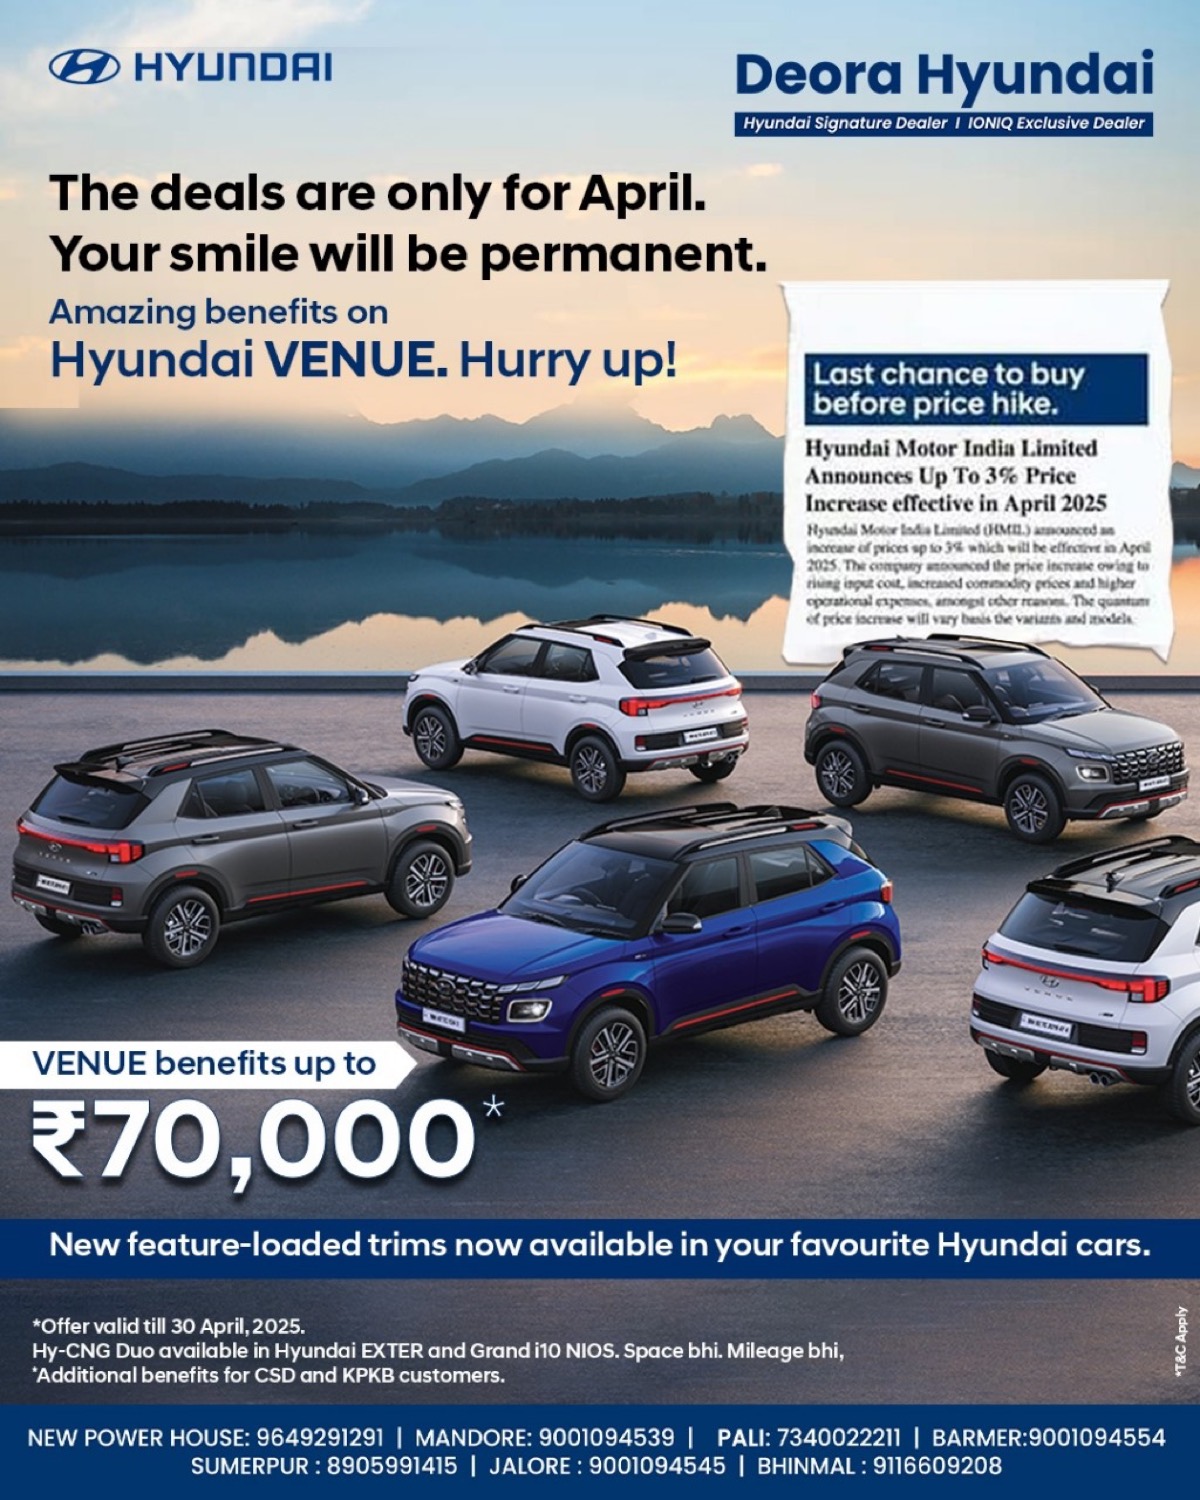 HYUNDAI
Deora Hyundai
Hyundai Signature Dealer I IONIQ Exclusive Dealer
The deals are only for April.
Your smile will be permanent.
Amazing benefits on
Hyundai VENUE. Hurry up!
Last chance to buy
before price hike.
Hyundai Motor India Limited
Announces Up To 3% Price
Increase effective in April 2025
Hyundai Motor India Limited (HMIL) announced an
increase of prices up to 3% which will be effective in April
2025. The company announced the price increase owing to
rising input cost, increased commodity prices and higher
operational expenses, amongst other reasons. The quantum
of price increase will vary basis the variants and models.
VENUE
VENUE
VENUE benefits up to
₹70,000*
New feature-loaded trims now available in your favourite Hyundai cars.
*Offer valid till 30 April, 2025.
Hy-CNG Duo available in Hyundai EXTER and Grand i10 NIOS. Space bhi. Mileage bhi,
*Additional benefits for CSD and KPKB customers.
*T&C Apply
NEW POWER HOUSE: 9649291291 | MANDORE: 9001094539 | PALI: 7340022211 | BARMER:9001094554
SUMERPUR : 8905991415 | JALORE : 9001094545 | BHINMAL : 9116609208